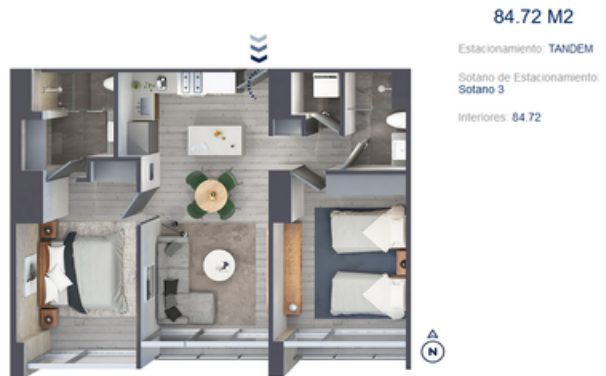 84.72 M2
Estacionamiento: TANDEM
Sotano de Estacionamiento:
Sotano 3
Interiores: 84.72
N